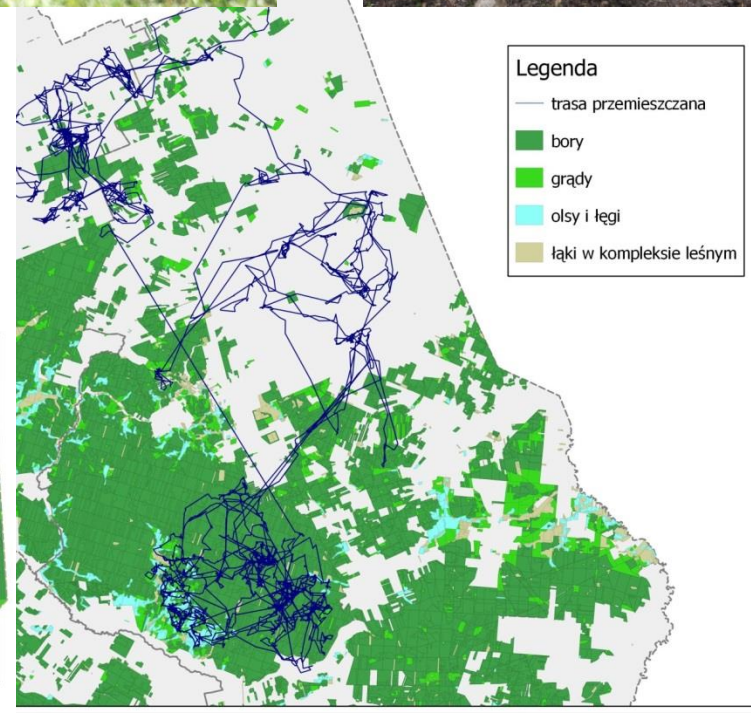 Legenda
trasa przemieszczana
bory
grądy
olsy i łęgi
łąki w kompleksie leśnym